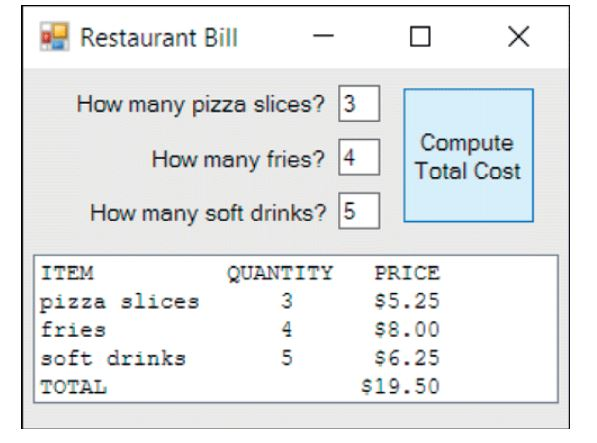 Restaurant Bill
How many pizza slices? 3
How many fries? 4
How many soft drinks? 5
Compute
Total Cost
ITEM QUANTITY PRICE
pizza slices 3 $5.25
fries 4 $8.00
soft drinks 5 $6.25
TOTAL $19.50